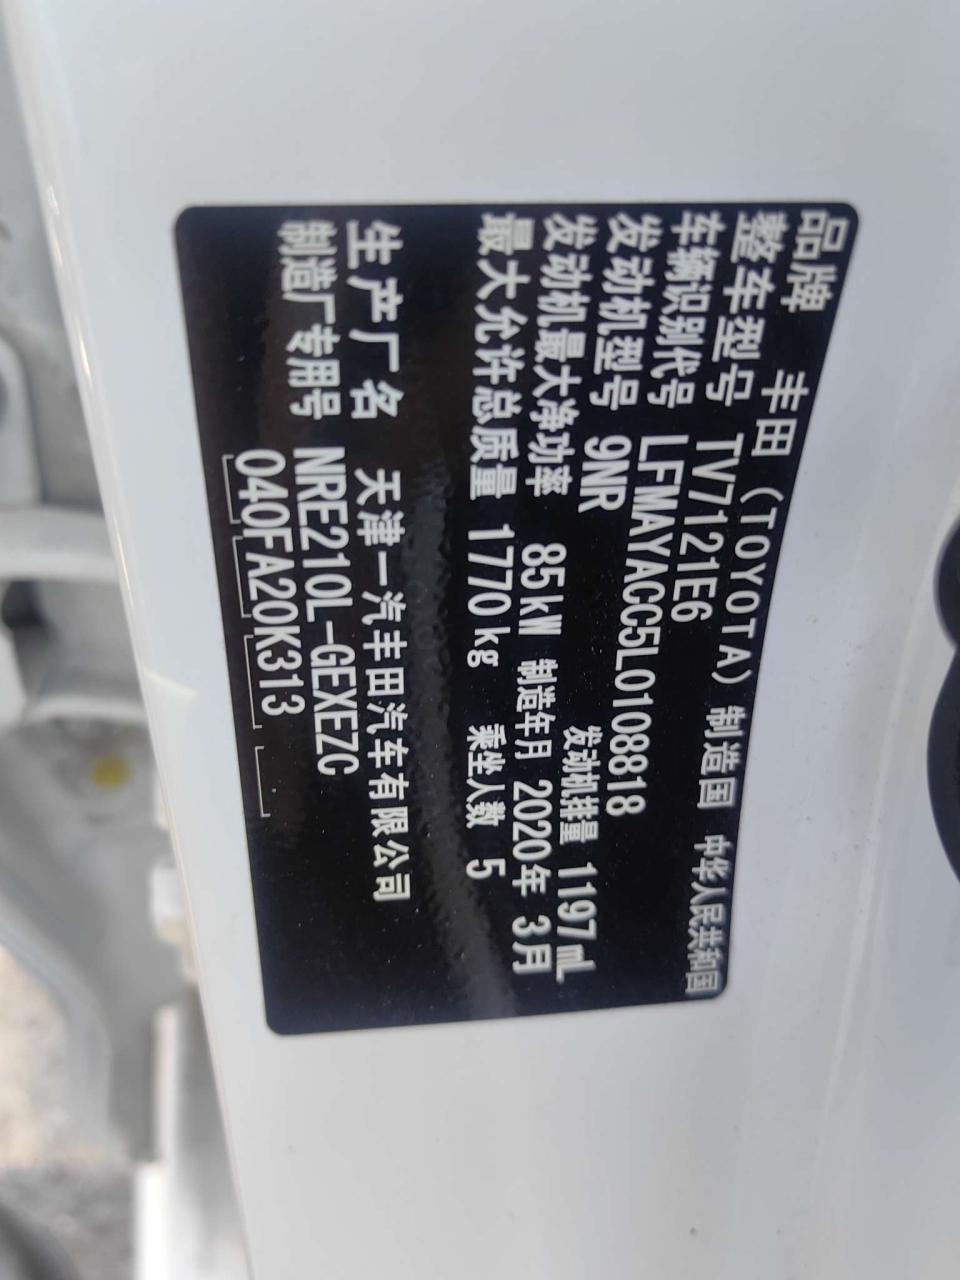 品牌 丰田(TOYOTA) 制造国 中华人民共和国
整车型号 TV7121E6
车辆识别代号 LFMAYACC5L0108818
发动机型号 9NR 发动机排量 1197mL
发动机最大净功率 85kW 制造年月 2020年 3月
最大允许总质量 1770kg 乘坐人数 5
生产厂名 天津一汽丰田汽车有限公司
制造厂专用号 NRE210L-GEXEZC
040FA20K313